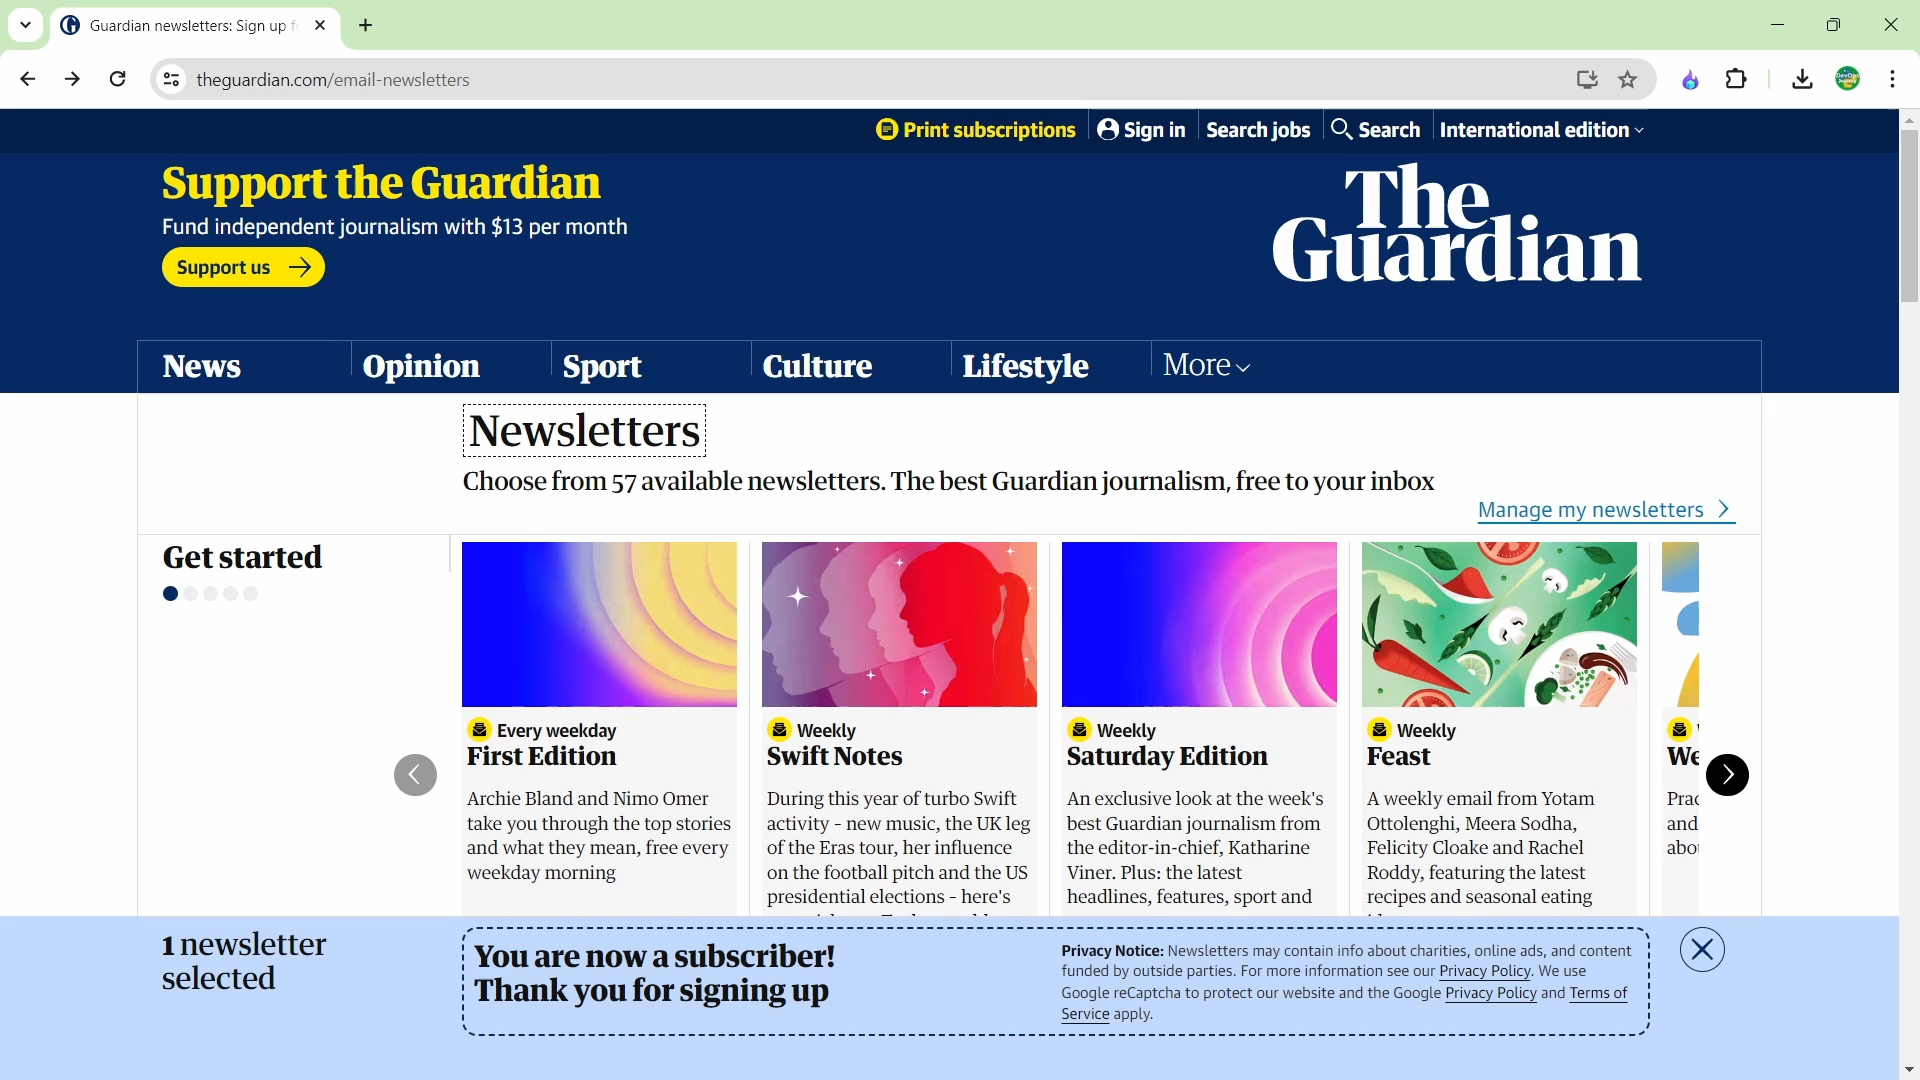 Guardian newsletters: Sign up f
theguardian.com/email-newsletters
Print subscriptions
Sign in
Search jobs
Search
International edition
Support the Guardian
Fund independent journalism with $13 per month
Support us
The
Guardian
News
Opinion
Sport
Culture
Lifestyle
More
Newsletters
Choose from 57 available newsletters. The best Guardian journalism, free to your inbox
Manage my newsletters
Get started
Every weekday
First Edition
Archie Bland and Nimo Omer
take you through the top stories
and what they mean, free every
weekday morning
Weekly
Swift Notes
During this year of turbo Swift
activity – new music, the UK leg
of the Eras tour, her influence
on the football pitch and the US
presidential elections – here's
Weekly
Saturday Edition
An exclusive look at the week's
best Guardian journalism from
the editor-in-chief, Katharine
Viner. Plus: the latest
headlines, features, sport and
Weekly
Feast
A weekly email from Yotam
Ottolenghi, Meera Sodha,
Felicity Cloake and Rachel
Roddy, featuring the latest
recipes and seasonal eating
We
Prac
and
abo
1 newsletter
selected
You are now a subscriber!
Thank you for signing up
Privacy Notice: Newsletters may contain info about charities, online ads, and content
funded by outside parties. For more information see our Privacy Policy. We use
Google reCaptcha to protect our website and the Google Privacy Policy and Terms of
Service apply.